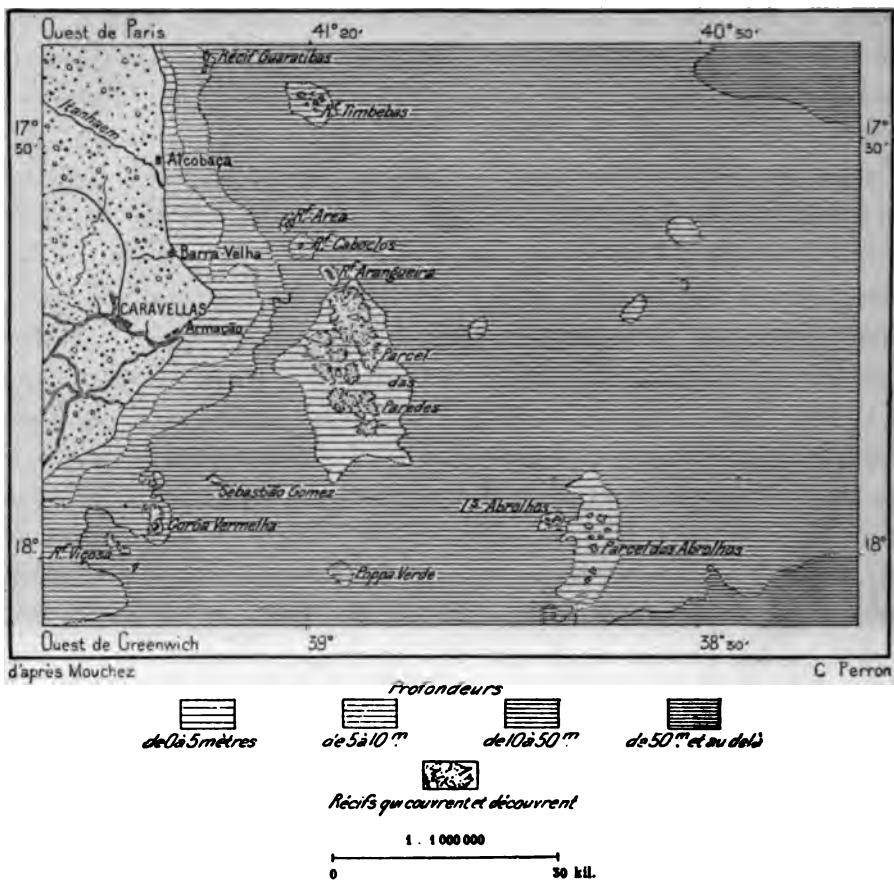 Ouest de Paris 41° 20' 40° 50'
Récif Guaratibas
Rf. Timbebas
17° 30'
17° 30'
Itanhaem
Alcobaça
Rf. Area
Rf. Caboclos
Barra Velha
Rf. Arangueira
CARAVELLAS
Armação
Parcel
das
Paredes
Sebastião Gomez
Is. Abrolhos
Corôa Vermelha
Parcel dos Abrolhos
18°
18°
Rf. Viçosa
Poppa Verde
Ouest de Greenwich 39° 38° 30'
d'après Mouchez C. Perron
Profondeurs
de 0 à 5 mètres de 5 à 10 m. de 10 à 50 m. de 50 m. et au delà
Récifs qui couvrent et découvrent
1 : 1 000 000
0 30 kil.